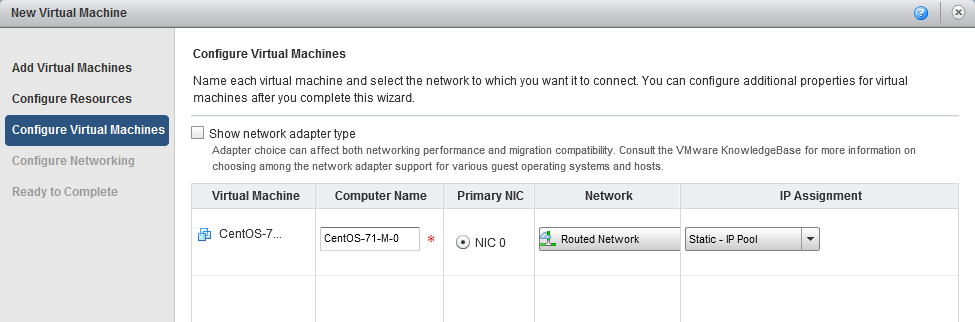 New Virtual Machine
Add Virtual Machines
Configure Resources
Configure Virtual Machines
Configure Networking
Ready to Complete
Configure Virtual Machines
Name each virtual machine and select the network to which you want it to connect. You can configure additional properties for virtual
machines after you complete this wizard.
Show network adapter type
Adapter choice can affect both networking performance and migration compatibility. Consult the VMware KnowledgeBase for more information on
choosing among the network adapter support for various guest operating systems and hosts.
Virtual Machine Computer Name Primary NIC Network IP Assignment
CentOS-7... CentOS-71-M-0 * NIC 0 Routed Network Static - IP Pool